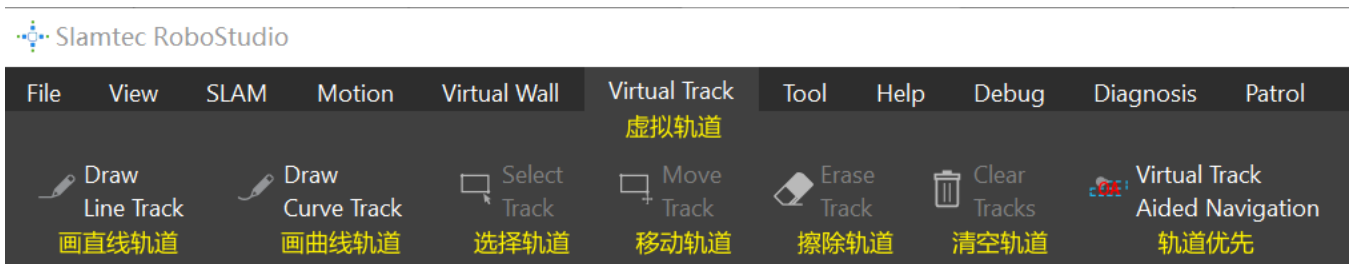 Slamtec RoboStudio
File View SLAM Motion Virtual Wall Virtual Track Tool Help Debug Diagnosis Patrol
虚拟轨道
Draw Draw Select Move Erase Clear Virtual Track
Line Track Curve Track Track Track Track Tracks Aided Navigation
画直线轨道 画曲线轨道 选择轨道 移动轨道 擦除轨道 清空轨道 轨道优先